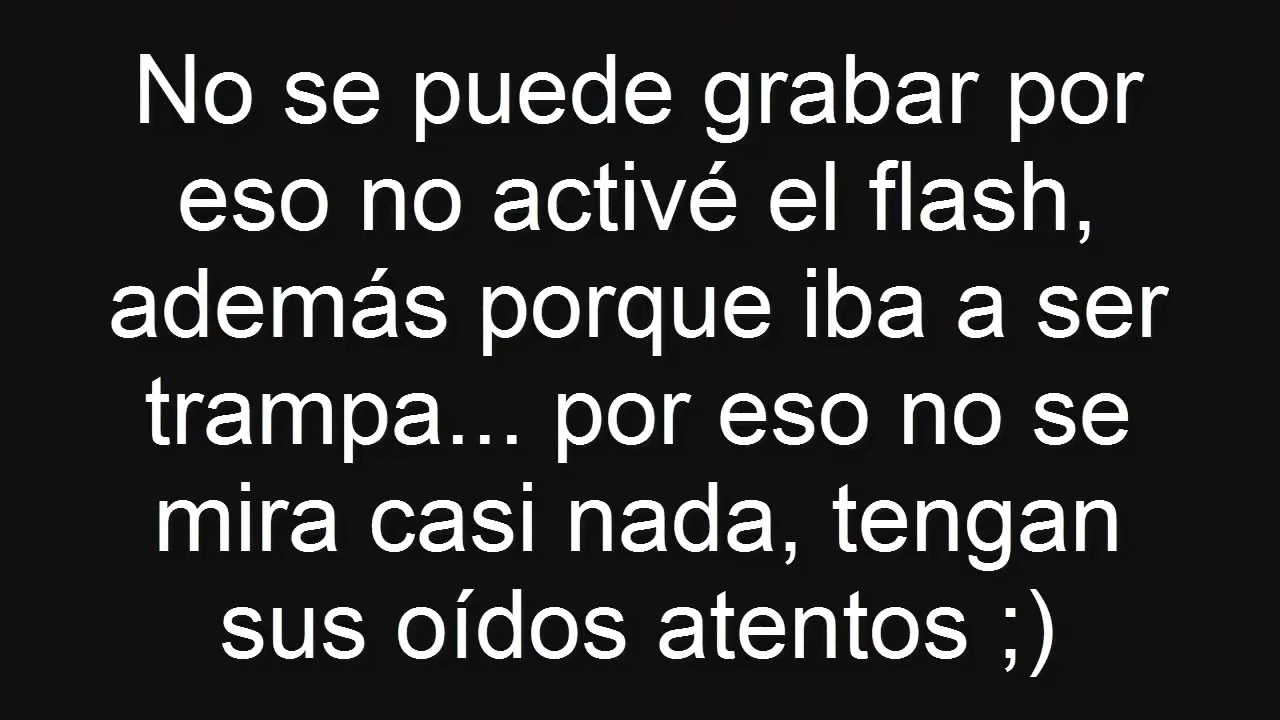 No se puede grabar por
eso no activé el flash,
además porque iba a ser
trampa... por eso no se
mira casi nada, tengan
sus oídos atentos ;)